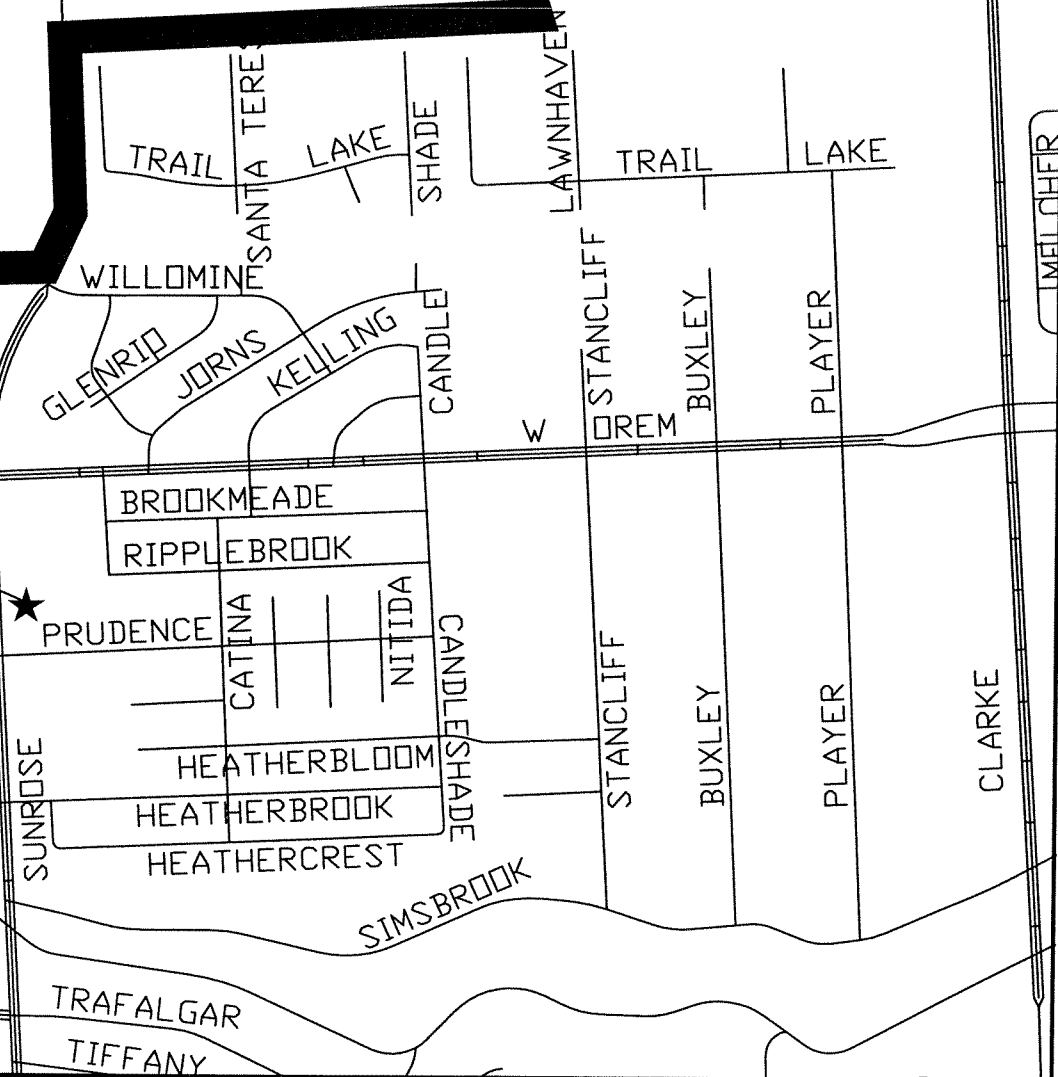 SANTA TERES
LAWNHAVEN
TRAIL
LAKE
SHADE
TRAIL
LAKE
MELCHER
WILLOMINE
STANCLIFF
GLENRIO
JORNS
KELLING
CANDLE
BUXLEY
PLAYER
W OREM
BROOKMEADE
RIPPLEBROOK
PRUDENCE
CATINA
NITIDA
CANDLESHADE
STANCLIFF
BUXLEY
PLAYER
CLARKE
SUNROSE
HEATHERBLOOM
HEATHERBROOK
HEATHERCREST
SIMSBROOK
TRAFALGAR
TIFFANY